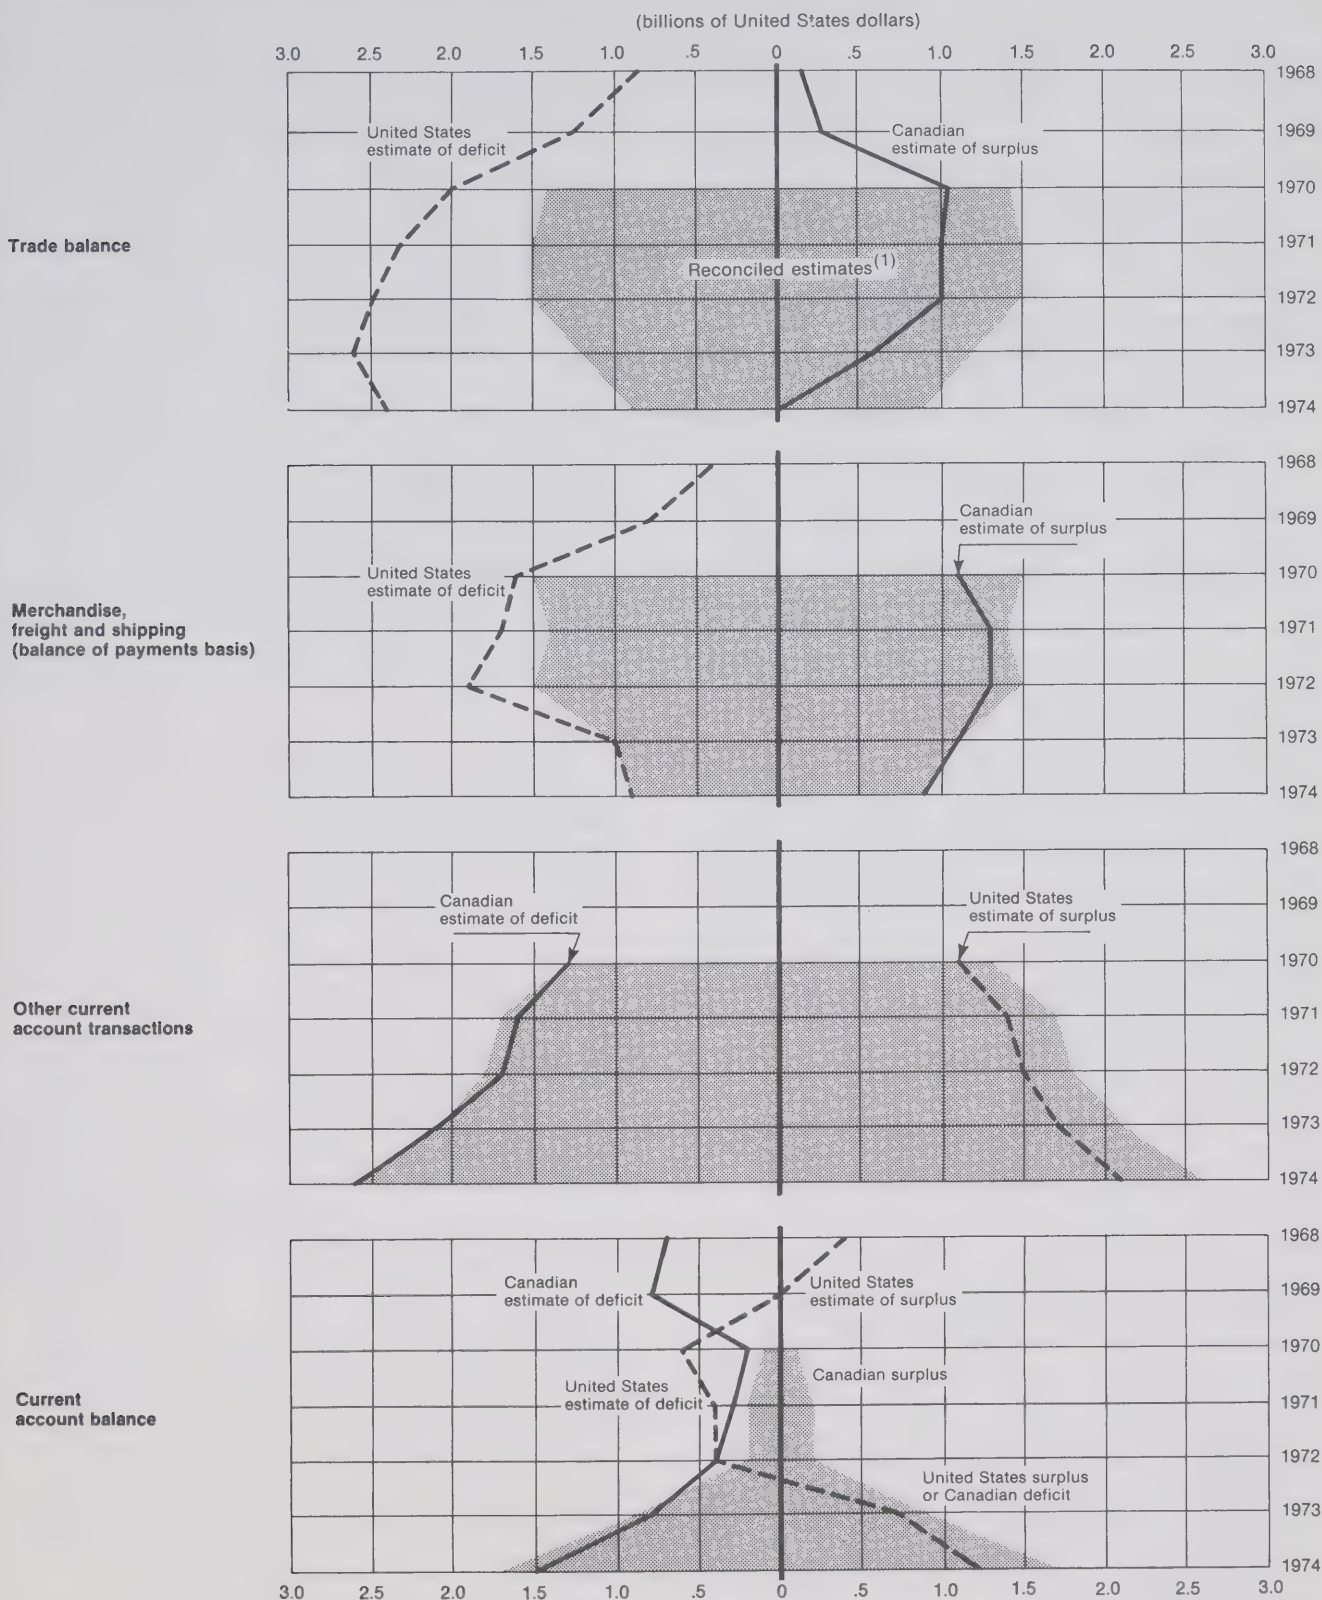 (billions of United States dollars)
3.0 2.5 2.0 1.5 1.0 .5 0 .5 1.0 1.5 2.0 2.5 3.0
Trade balance
United States
estimate of deficit
Canadian
estimate of surplus
Reconciled estimates(1)
1968
1969
1970
1971
1972
1973
1974
Merchandise,
freight and shipping
(balance of payments basis)
United States
estimate of deficit
Canadian
estimate of surplus
1968
1969
1970
1971
1972
1973
1974
Other current
account transactions
Canadian
estimate of deficit
United States
estimate of surplus
1968
1969
1970
1971
1972
1973
1974
Current
account balance
Canadian
estimate of deficit
United States
estimate of surplus
United States
estimate of deficit
Canadian surplus
United States surplus
or Canadian deficit
1968
1969
1970
1971
1972
1973
1974
3.0 2.5 2.0 1.5 1.0 .5 0 .5 1.0 1.5 2.0 2.5 3.0